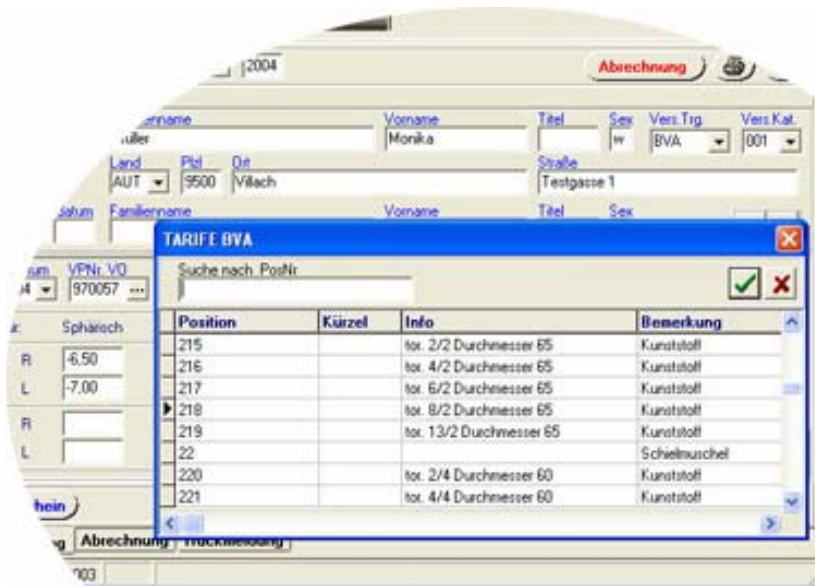 2004 Abrechnung
Vorname Titel Sex Vers.Trg. Vers.Kat.
Monika w BVA 001
Land Plzl Ort Straße
AUT 9500 Villach Testgasse 1
datum Familienname Vorname Titel Sex
TARIFE BVA
VPNr. VO Suche nach PosNr
970057 ...
Position Kürzel Info Bemerkung
Sphärisch 215 tor. 2/2 Durchmesser 65 Kunststoff
216 tor. 4/2 Durchmesser 65 Kunststoff
R -6.50
217 tor. 6/2 Durchmesser 65 Kunststoff
L -7.00
218 tor. 8/2 Durchmesser 65 Kunststoff
R 219 tor. 13/2 Durchmesser 65 Kunststoff
22 Schielmuschel
L 220 tor. 2/4 Durchmesser 60 Kunststoff
221 tor. 4/4 Durchmesser 60 Kunststoff
hein
Abrechnung
003